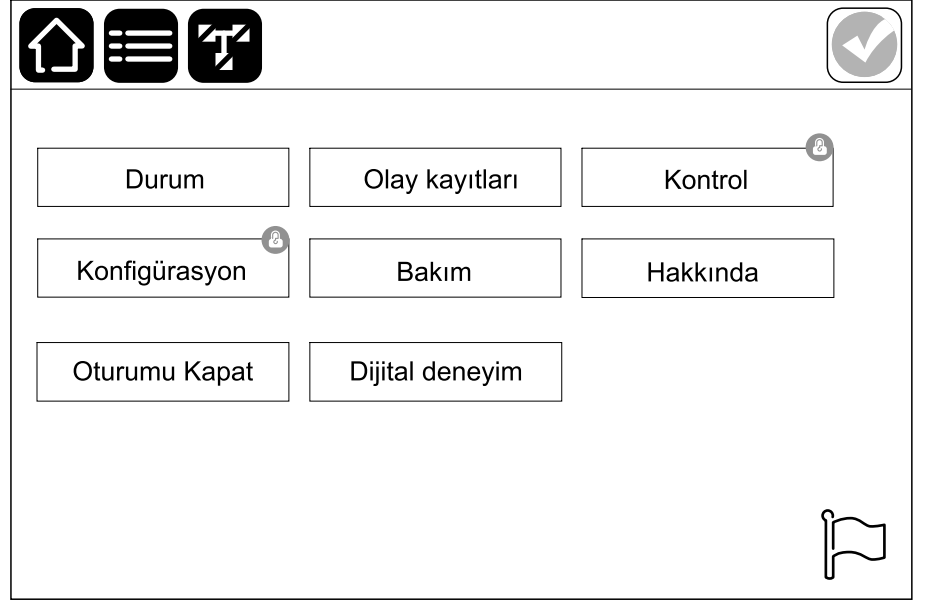 Durum
Olay kayıtları
Kontrol
Konfigürasyon
Bakım
Hakkında
Oturumu Kapat
Dijital deneyim